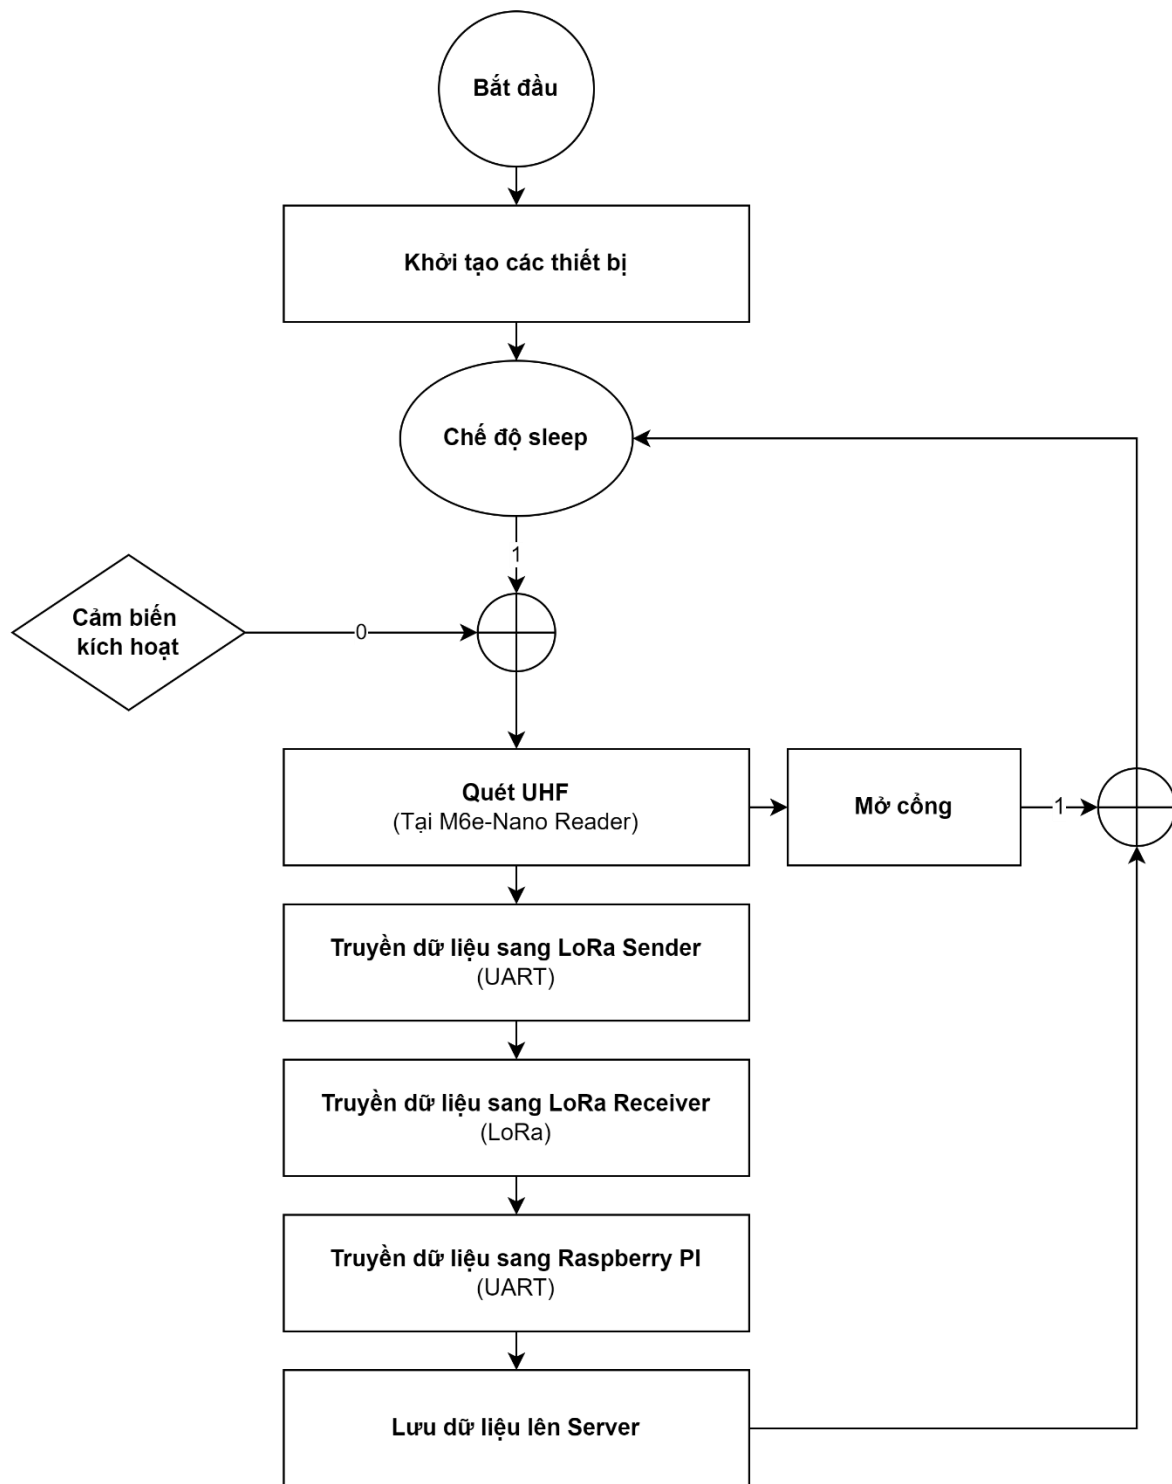 Bắt đầu
Khởi tạo các thiết bị
Chế độ sleep
1
Cảm biến
kích hoạt
0
Quét UHF
(Tại M6e-Nano Reader)
Mở cổng
1
Truyền dữ liệu sang LoRa Sender
(UART)
Truyền dữ liệu sang LoRa Receiver
(LoRa)
Truyền dữ liệu sang Raspberry PI
(UART)
Lưu dữ liệu lên Server